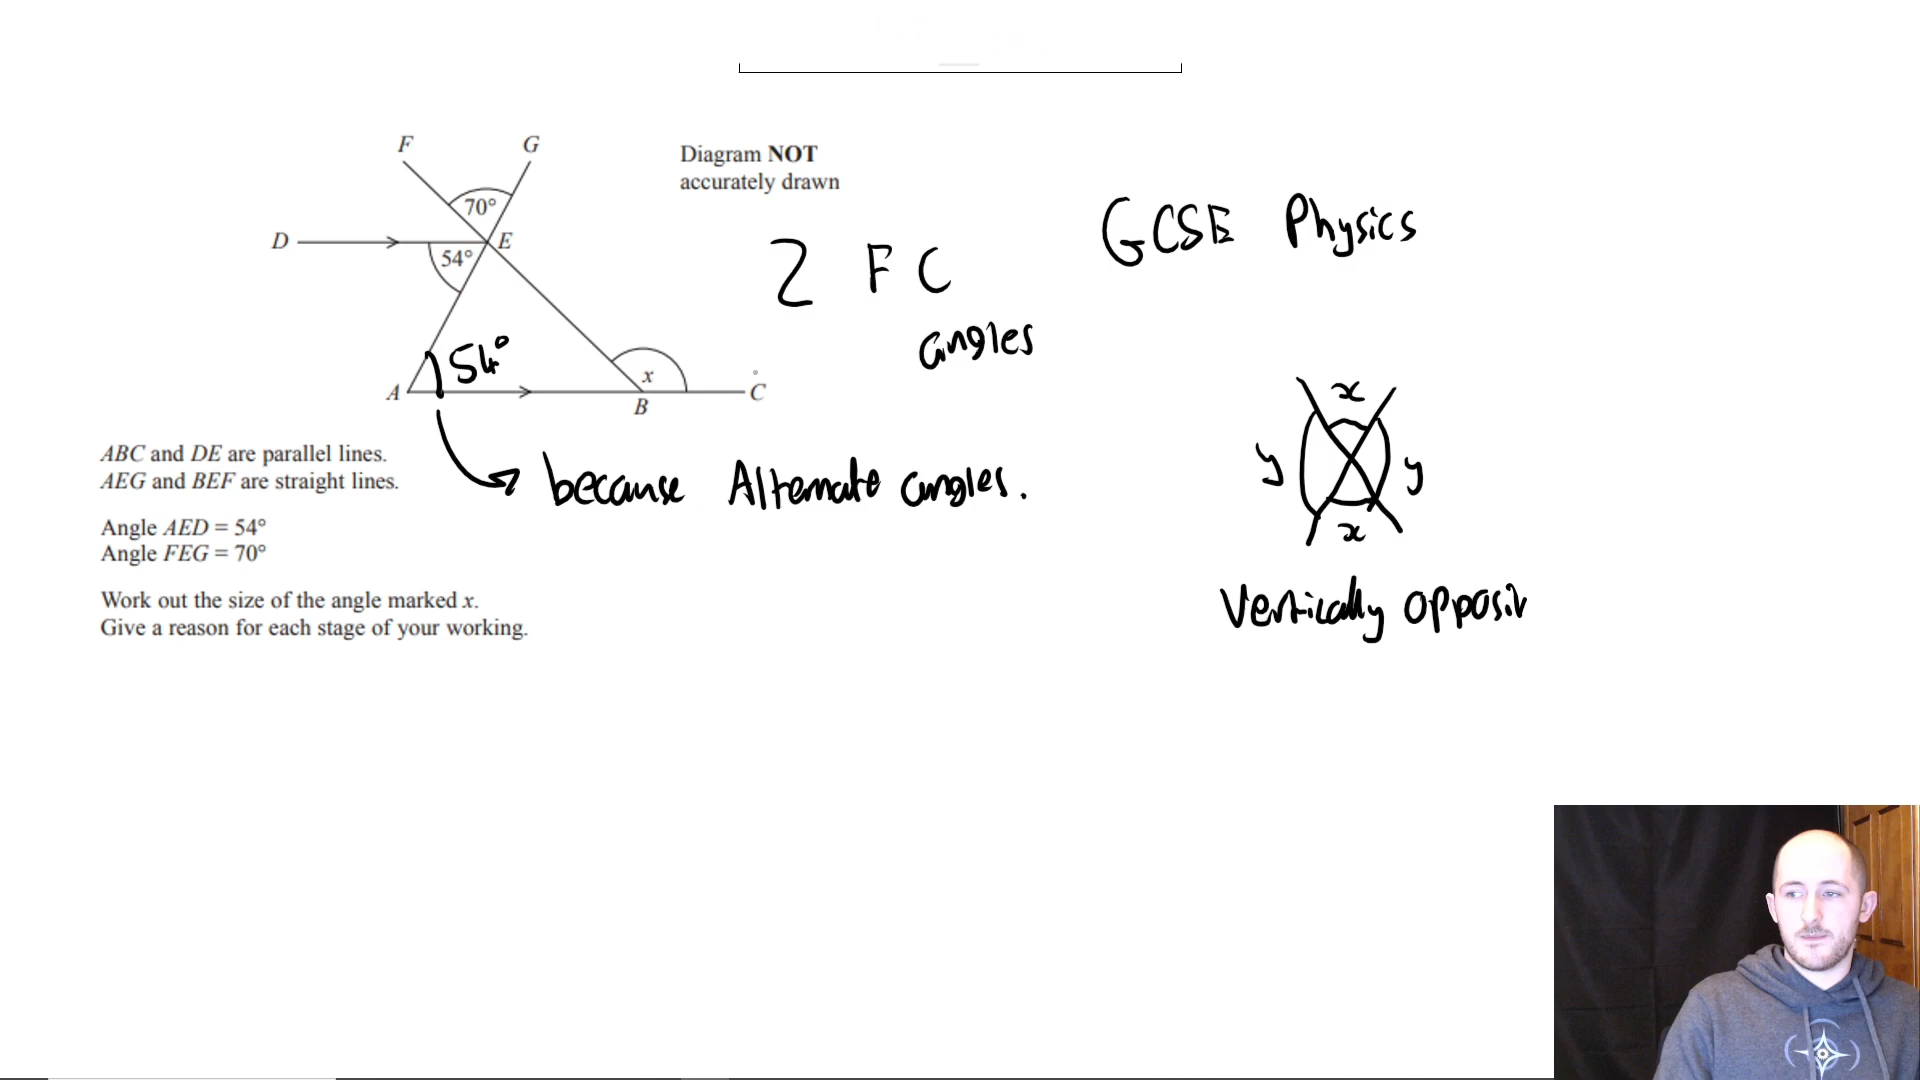 F
G
Diagram NOT
accurately drawn
70°
D
E
54°
Z F C
angles
GCSE Physics
54°
x
A
B
C
x
y
y
x
ABC and DE are parallel lines.
AEG and BEF are straight lines.
because Alternate angles.
Angle AED = 54°
Angle FEG = 70°
Vertically opposit
Work out the size of the angle marked x.
Give a reason for each stage of your working.